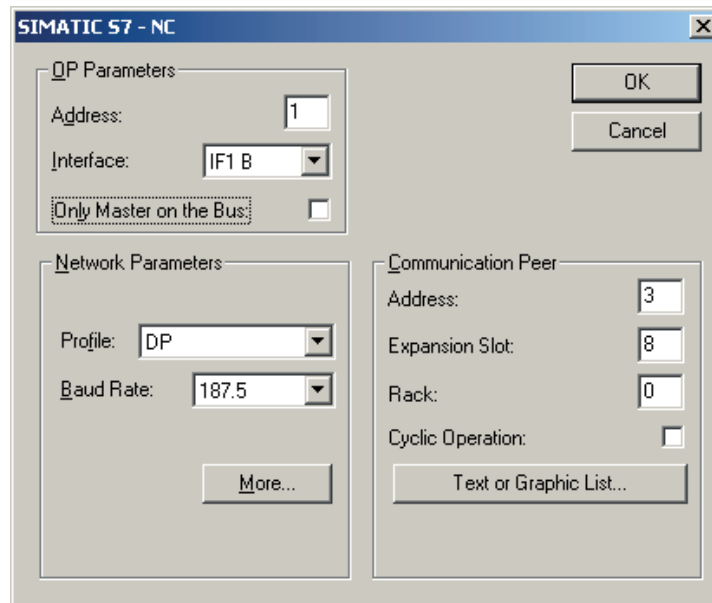 SIMATIC S7 - NC
OP Parameters
Address: 1
Interface: IF1 B
Only Master on the Bus:
OK
Cancel
Network Parameters
Profile: DP
Baud Rate: 187.5
More...
Communication Peer
Address: 3
Expansion Slot: 8
Rack: 0
Cyclic Operation:
Text or Graphic List...